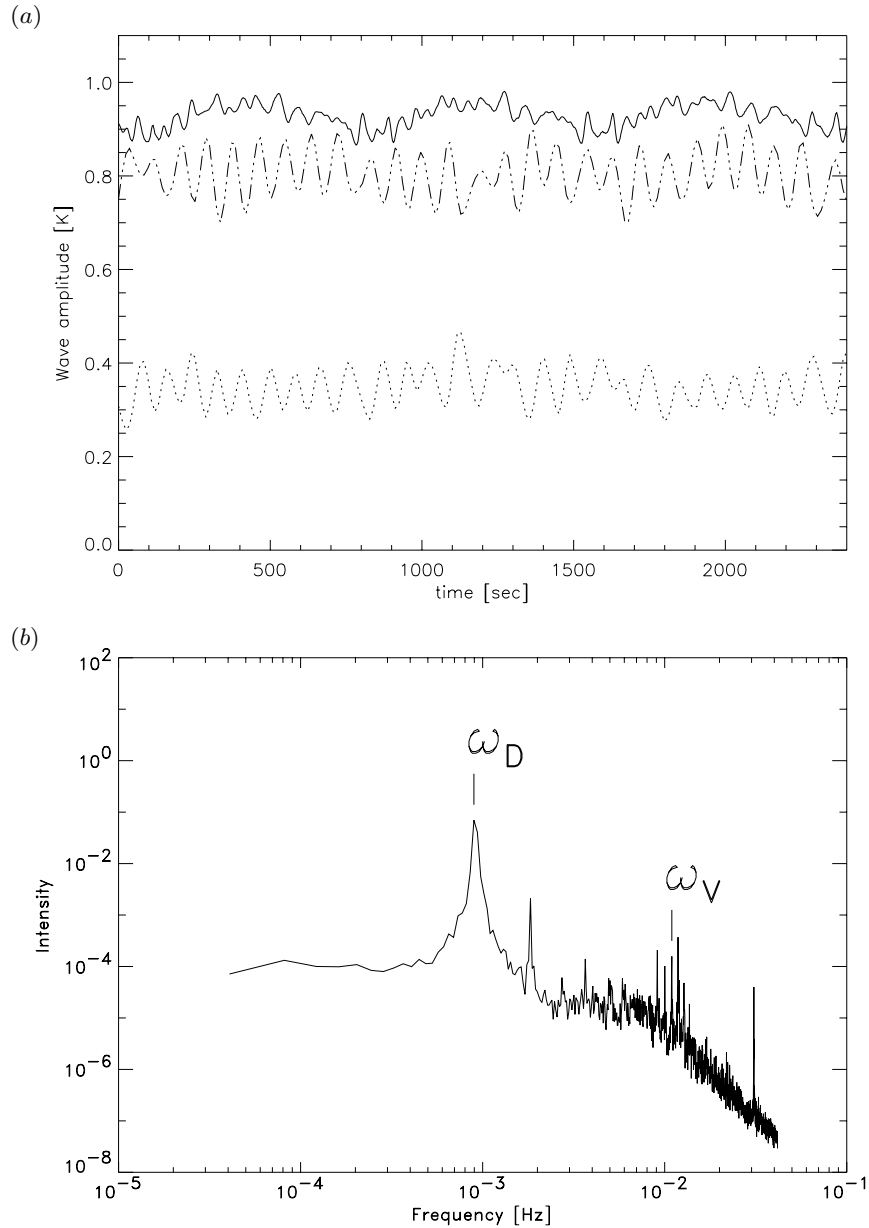 (a)
1.0
0.8
0.6
0.4
0.2
0.0
Wave amplitude [K]
0 500 1000 1500 2000
time [sec]
(b)
10^2
10^0
10^-2
10^-4
10^-6
10^-8
Intensity
ω_D
ω_V
10^-5 10^-4 10^-3 10^-2 10^-1
Frequency [Hz]